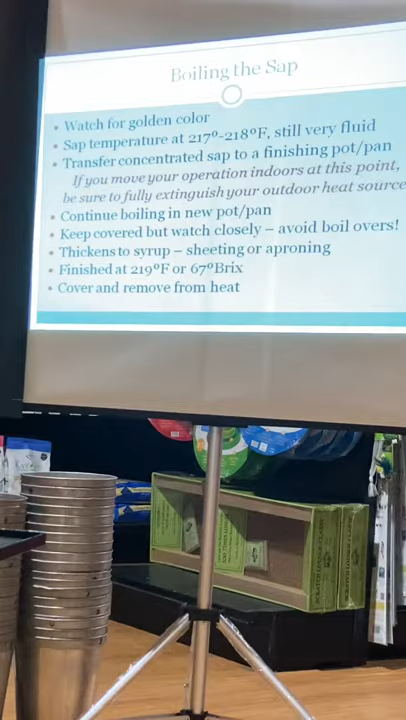 Boiling the Sap
• Watch for golden color
• Sap temperature at 217º-218ºF, still very fluid
• Transfer concentrated sap to a finishing pot/pan
If you move your operation indoors at this point,
be sure to fully extinguish your outdoor heat source
• Continue boiling in new pot/pan
• Keep covered but watch closely – avoid boil overs!
• Thickens to syrup – sheeting or aproning
• Finished at 219ºF or 67ºBrix
• Cover and remove from heat
SCRATCH LOUNGE CLASSIC